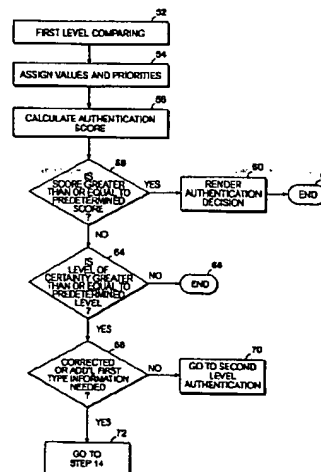 52
FIRST LEVEL COMPARING
54
ASSIGN VALUES AND PRIORITIES
56
CALCULATE AUTHENTICATION
SCORE
58
IS
SCORE GREATER
THAN OR EQUAL TO
PREDETERMINED
SCORE
?
YES
60
RENDER
AUTHENTICATION
DECISION
END
NO
64
IS
LEVEL OF
CERTAINTY GREATER
THAN OR EQUAL TO
PREDETERMINED
LEVEL
?
NO
66
END
YES
68
CORRECTED
OR ADD'L FIRST
TYPE INFORMATION
NEEDED
?
NO
70
GO TO SECOND
LEVEL
AUTHENTICATION
YES
72
GO TO
STEP 14